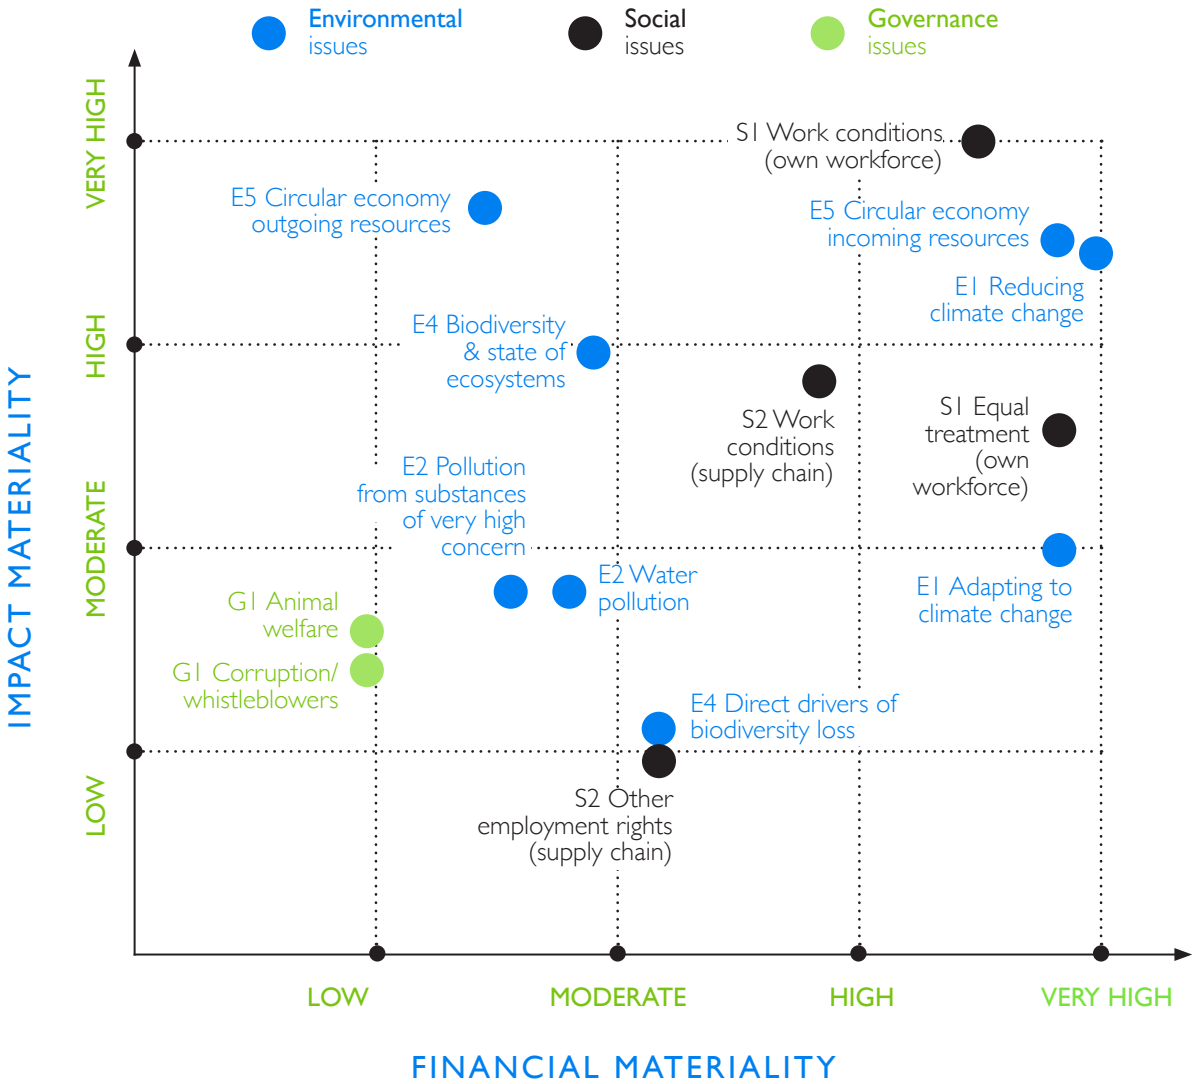 Environmental
issues
Social
issues
Governance
issues
VERY HIGH
HIGH
MODERATE
LOW
IMPACT MATERIALITY
S1 Work conditions
(own workforce)
E5 Circular economy
outgoing resources
E5 Circular economy
incoming resources
E1 Reducing
climate change
E4 Biodiversity
& state of
ecosystems
S2 Work
conditions
(supply chain)
S1 Equal
treatment
(own
workforce)
E2 Pollution
from substances
of very high
concern
E2 Water
pollution
E1 Adapting to
climate change
G1 Animal
welfare
G1 Corruption/
whistleblowers
E4 Direct drivers of
biodiversity loss
S2 Other
employment rights
(supply chain)
LOW
MODERATE
HIGH
VERY HIGH
FINANCIAL MATERIALITY